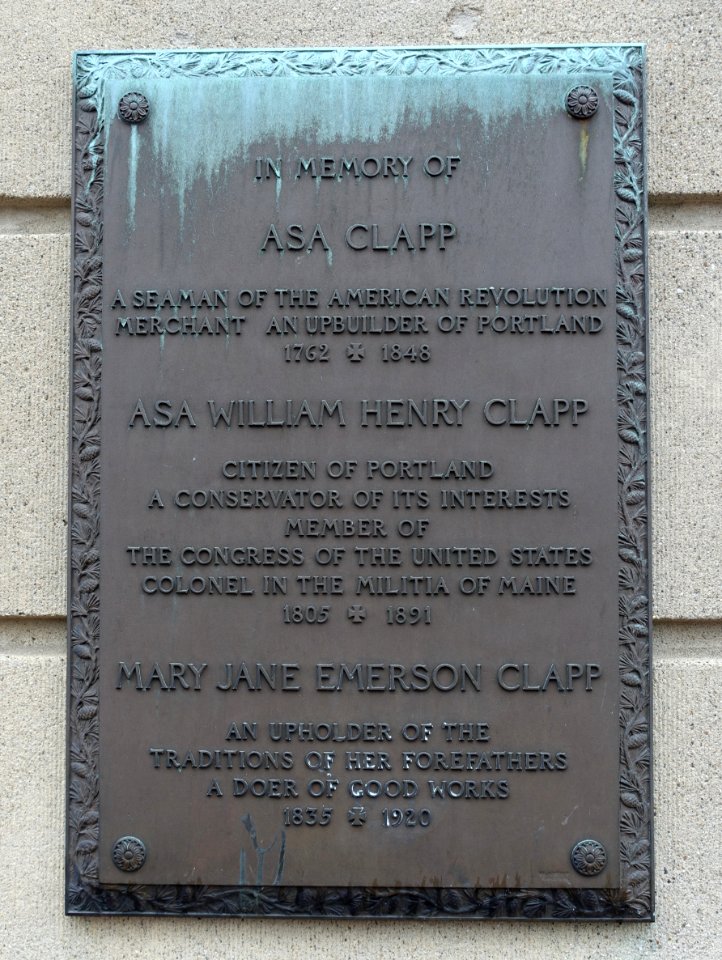 IN MEMORY OF
ASA CLAPP
A SEAMAN OF THE AMERICAN REVOLUTION
MERCHANT AN UPBUILDER OF PORTLAND
1762 ✠ 1848
ASA WILLIAM HENRY CLAPP
CITIZEN OF PORTLAND
A CONSERVATOR OF ITS INTERESTS
MEMBER OF
THE CONGRESS OF THE UNITED STATES
COLONEL IN THE MILITIA OF MAINE
1805 ✠ 1891
MARY JANE EMERSON CLAPP
AN UPHOLDER OF THE
TRADITIONS OF HER FOREFATHERS
A DOER OF GOOD WORKS
1835 ✠ 1920